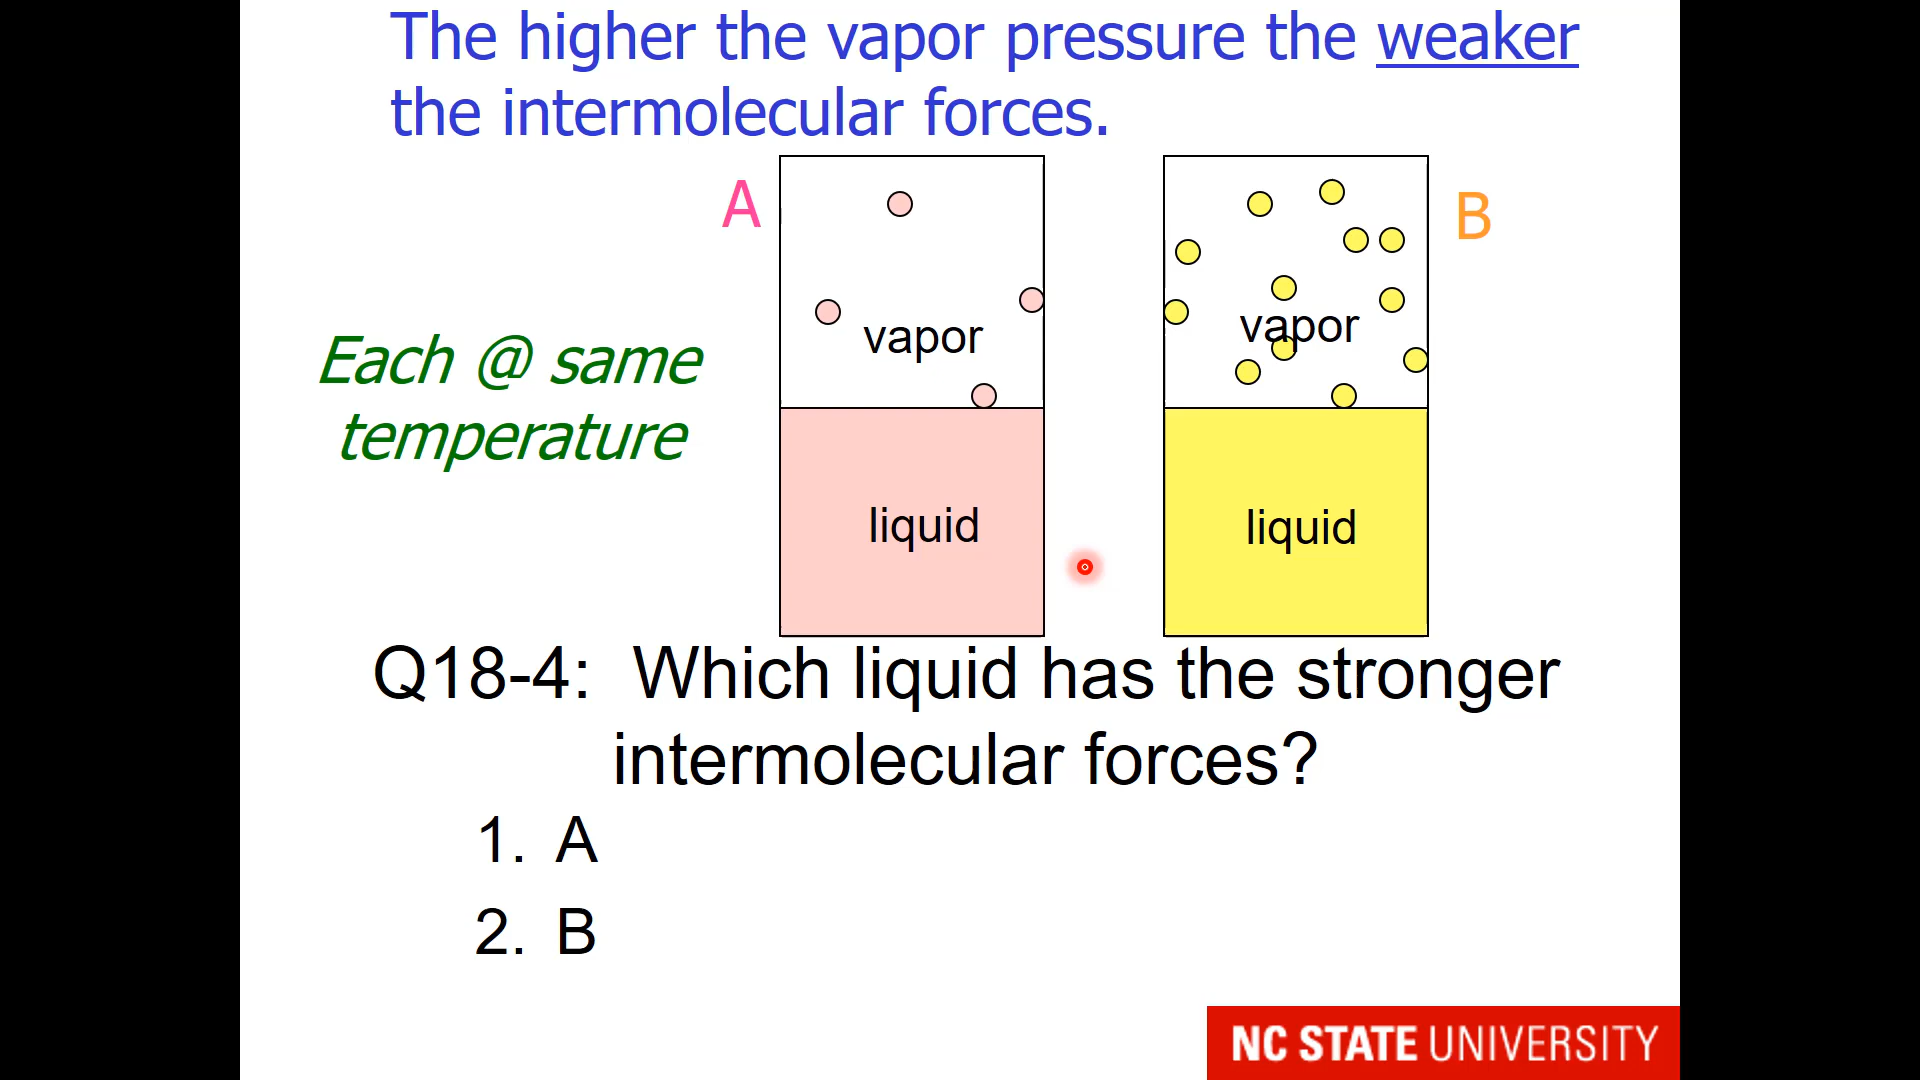 The higher the vapor pressure the weaker
the intermolecular forces.
A
B
vapor
vapor
Each @ same
temperature
liquid
liquid
Q18-4: Which liquid has the stronger
intermolecular forces?
1. A
2. B
NC STATE UNIVERSITY